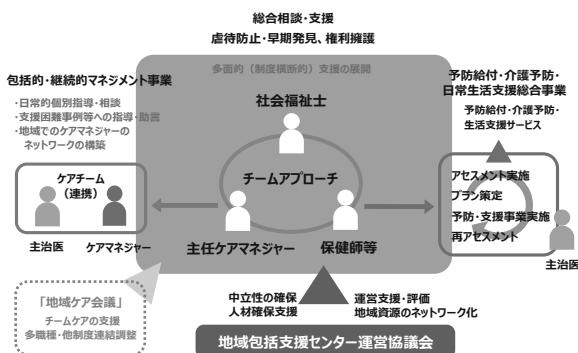 総合相談・支援
虐待防止・早期発見、権利擁護
多面的（制度横断的）支援の展開
包括的・継続的マネジメント事業
・日常的個別指導・相談
・支援困難事例等への指導・助言
・地域でのケアマネジャーの
ネットワークの構築
社会福祉士
予防給付・介護予防・
日常生活支援総合事業
予防給付・介護予防・
生活支援サービス
ケアチーム
（連携）
チームアプローチ
アセスメント実施
プラン策定
予防・支援事業実施
再アセスメント
主治医
ケアマネジャー
主任ケアマネジャー
保健師等
主治医
「地域ケア会議」
チームケアの支援
多職種・他制度連結調整
中立性の確保
人材確保支援
運営支援・評価
地域資源のネットワーク化
地域包括支援センター運営協議会